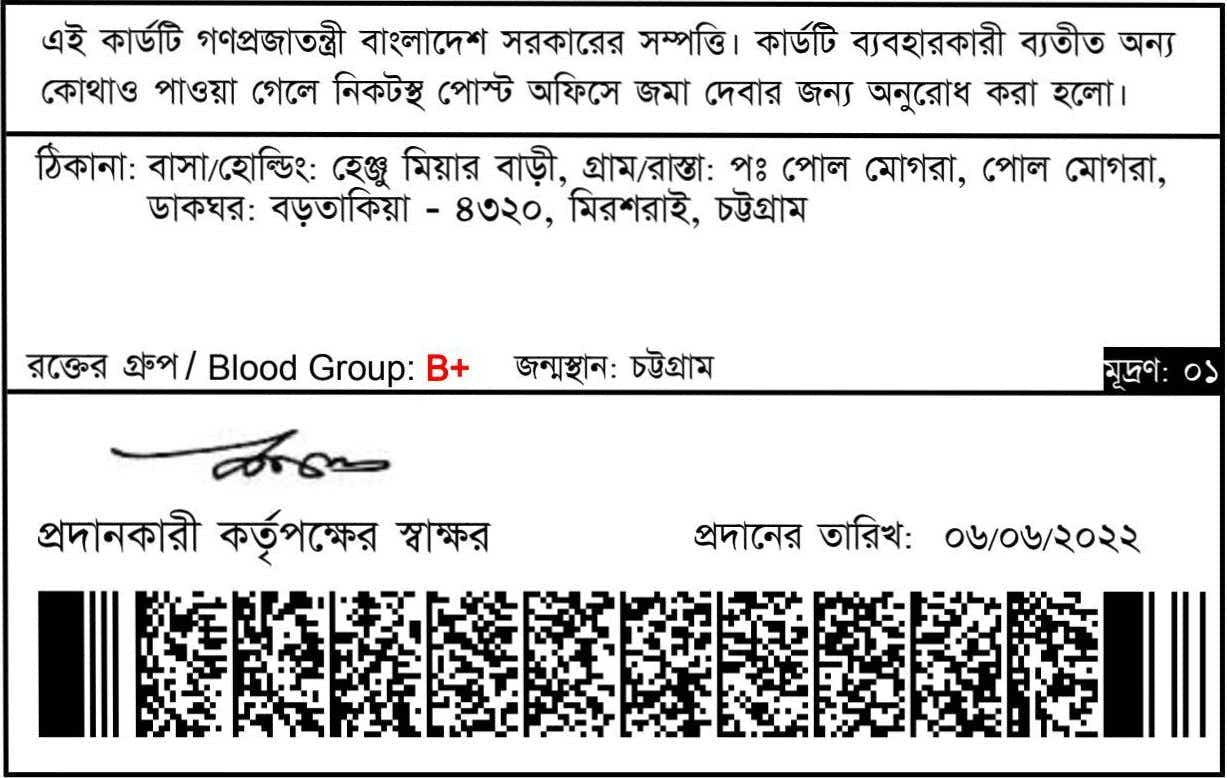 এই কার্ডটি গণপ্রজাতন্ত্রী বাংলাদেশ সরকারের সম্পত্তি। কার্ডটি ব্যবহারকারী ব্যতীত অন্য
কোথাও পাওয়া গেলে নিকটস্থ পোস্ট অফিসে জমা দেবার জন্য অনুরোধ করা হলো।
ঠিকানা: বাসা/হোল্ডিং: হেঞ্জু মিয়ার বাড়ী, গ্রাম/রাস্তা: পঃ পোল মোগরা, পোল মোগরা,
ডাকঘর: বড়তাকিয়া - ৪৩২০, মিরশরাই, চট্টগ্রাম
রক্তের গ্রুপ / Blood Group: B+ জন্মস্থান: চট্টগ্রাম মূদ্রণ: ০১
প্রদানকারী কর্তৃপক্ষের স্বাক্ষর প্রদানের তারিখ: ০৬/০৬/২০২২